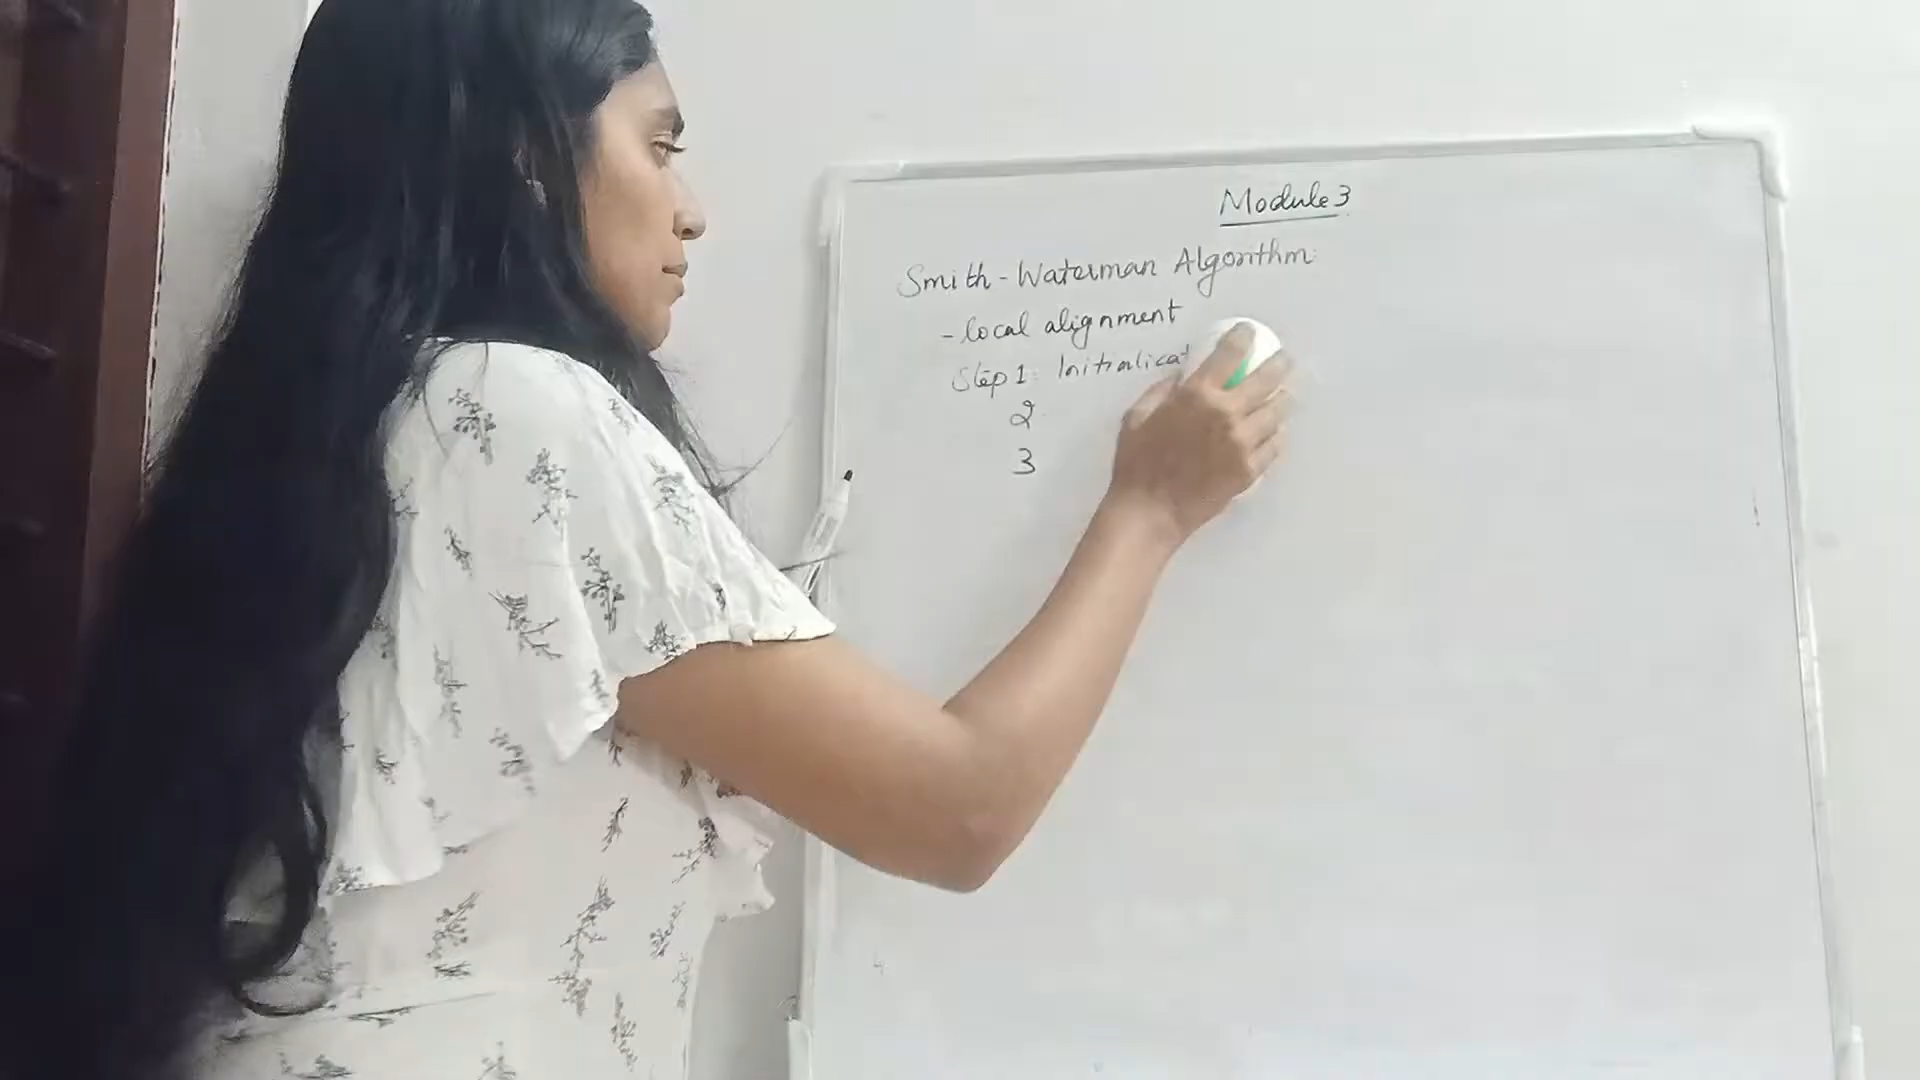 Module 3
Smith-Waterman Algorithm:
- local alignment
Step 1: Initialicat
2
3